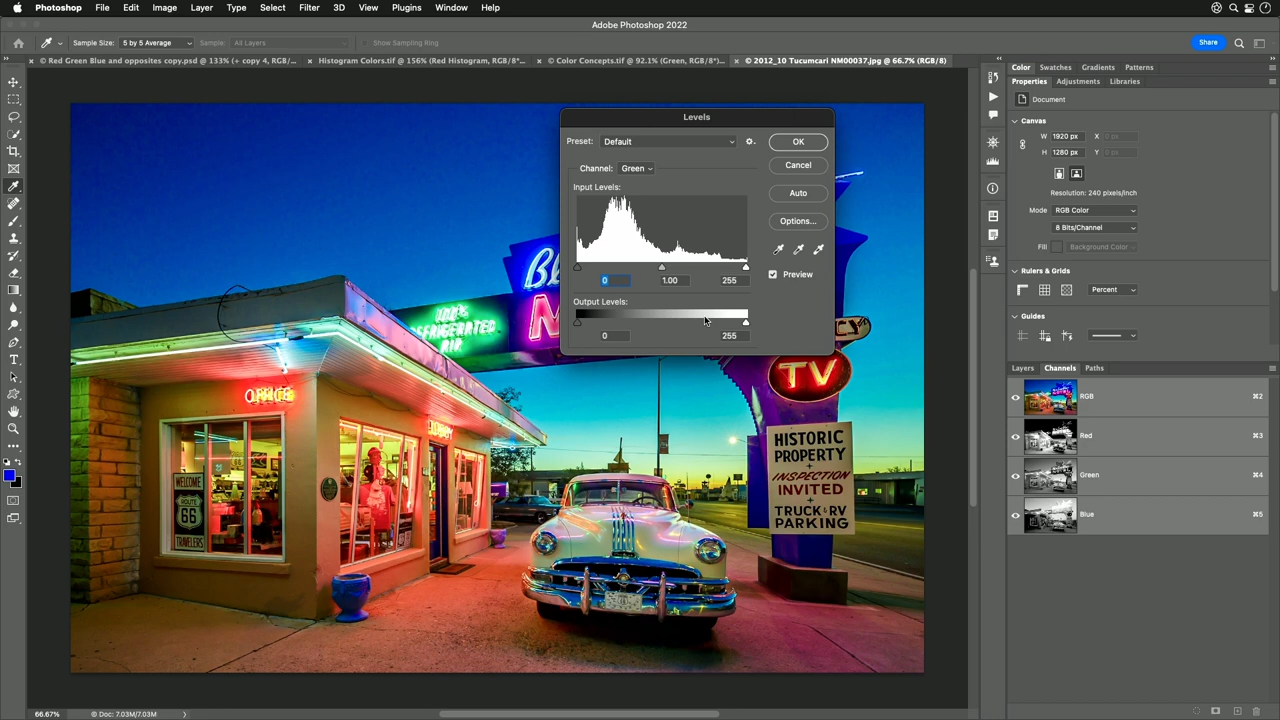 Photoshop File Edit Image Layer Type Select Filter 3D View Plugins Window Help
Adobe Photoshop 2022
Sample Size: 5 by 5 Average Sample: All Layers Show Sampling Ring Share
© Red Green Blue and opposites copy.psd @ 133% (+ copy 4, RGB/... × Histogram Colors.tif @ 156% (Red Histogram, RGB/8*... × © Color Concepts.tif @ 92.1% (Green, RGB/8*)... × © 2012_10 Tucumcari NM00037.jpg @ 66.7% (RGB/8)
Levels
Preset: Default
OK
Channel: Green
Cancel
Input Levels:
Auto
Options...
Preview
0 1.00 255
Output Levels:
0 255
Color Swatches Gradients Patterns
Properties Adjustments Libraries
Document
Canvas
W 1920 px X 0 px
H 1280 px Y 0 px
Resolution: 240 pixels/inch
Mode RGB Color
8 Bits/Channel
Fill Background Color
Rulers & Grids
Percent
Guides
Layers Channels Paths
RGB ⌘2
Red ⌘3
Green ⌘4
Blue ⌘5
100%
REFRIGERATED
AIR
OFFICE
LOBBY
WELCOME
ROUTE
66
TRAVELERS
TV
HISTORIC
PROPERTY
INSPECTION
INVITED
TRUCK & RV
PARKING
66.67% © Doc: 7.03M/7.03M